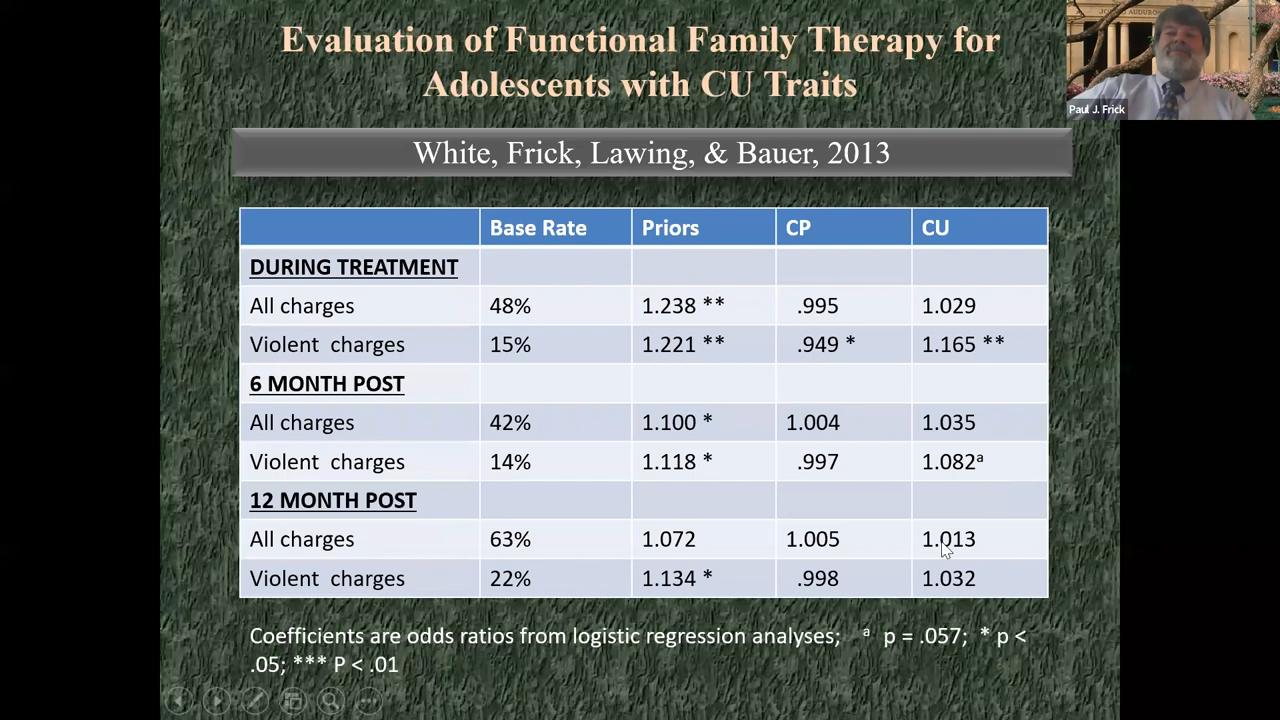 Evaluation of Functional Family Therapy for
Adolescents with CU Traits
Paul J. Frick
White, Frick, Lawing, & Bauer, 2013
Base Rate Priors CP CU
DURING TREATMENT
All charges 48% 1.238 ** .995 1.029
Violent charges 15% 1.221 ** .949 * 1.165 **
6 MONTH POST
All charges 42% 1.100 * 1.004 1.035
Violent charges 14% 1.118 * .997 1.082ᵃ
12 MONTH POST
All charges 63% 1.072 1.005 1.013
Violent charges 22% 1.134 * .998 1.032
Coefficients are odds ratios from logistic regression analyses; ᵃ p = .057; * p <
.05; *** P < .01